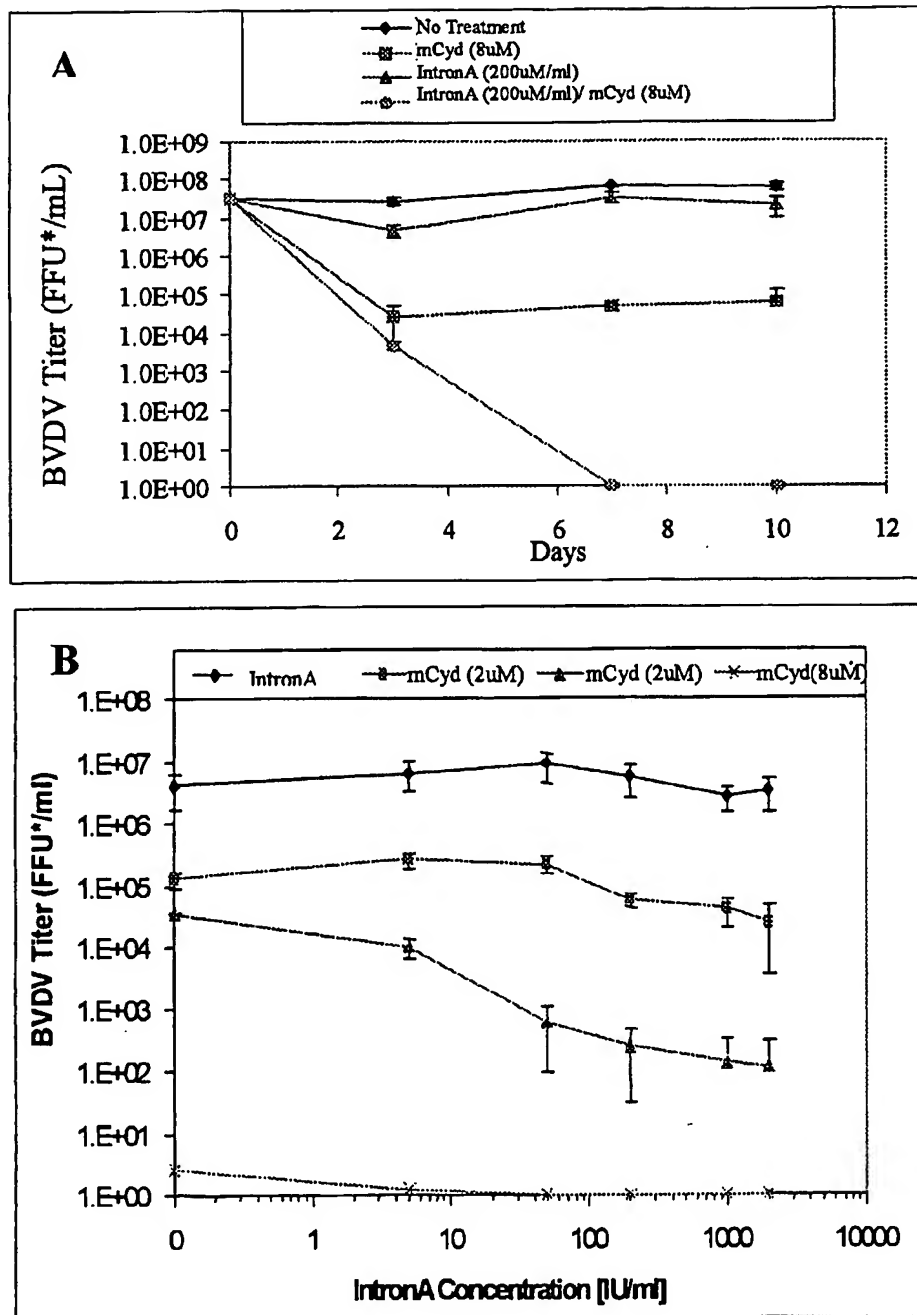 A
No Treatment
mCyd (8uM)
IntronA (200uM/ml)
IntronA (200uM/ml)/ mCyd (8uM)
BVDV Titer (FFU*/mL)
1.0E+09
1.0E+08
1.0E+07
1.0E+06
1.0E+05
1.0E+04
1.0E+03
1.0E+02
1.0E+01
1.0E+00
0 2 4 6 8 10 12
Days
B
IntronA mCyd (2uM) mCyd (2uM) mCyd(8uM)
BVDV Titer (FFU*/ml)
1.E+08
1.E+07
1.E+06
1.E+05
1.E+04
1.E+03
1.E+02
1.E+01
1.E+00
0 1 10 100 1000 10000
IntronA Concentration [IU/ml]